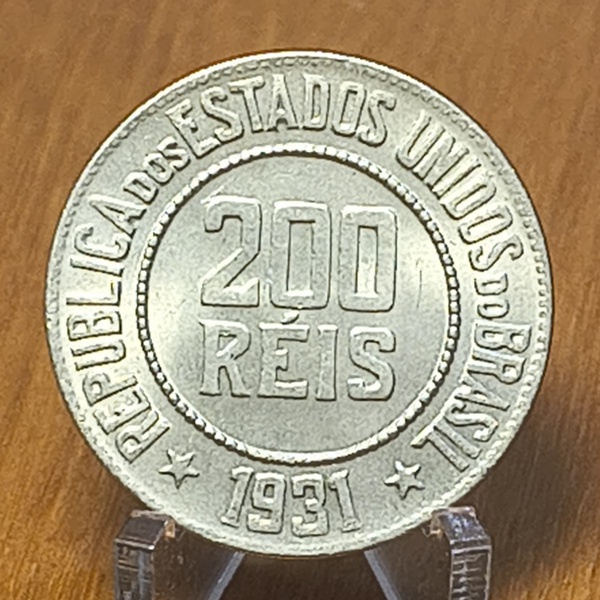 REPUBLICA DOS ESTADOS UNIDOS DO BRASIL
200
RÉIS
1931